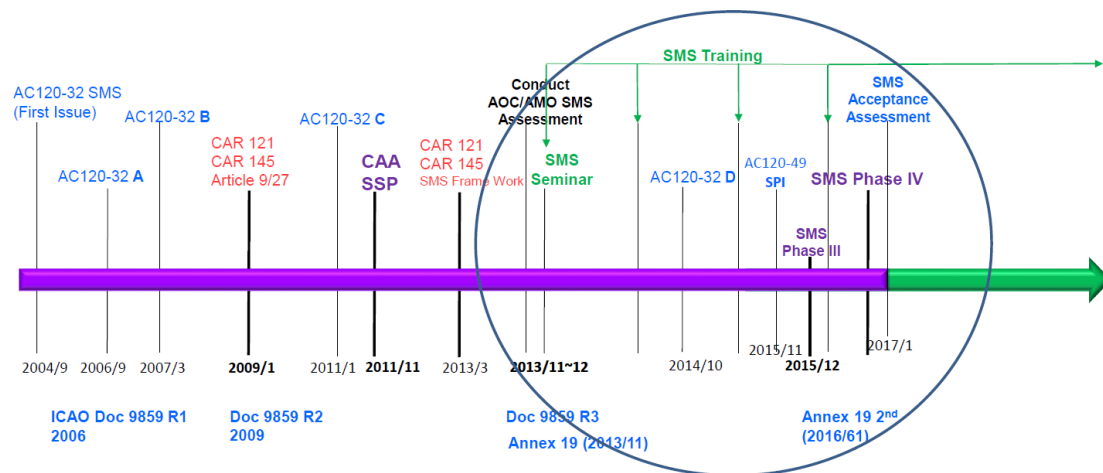 SMS Training
AC120-32 SMS
(First Issue)
AC120-32 B
CAR 121
CAR 145
Article 9/27
AC120-32 A
AC120-32 C
CAA
SSP
CAR 121
CAR 145
SMS Frame Work
Conduct
AOC/AMO SMS
Assessment
SMS
Seminar
AC120-32 D
AC120-49
SPI
SMS
Acceptance
Assessment
SMS Phase IV
SMS
Phase III
2004/9
2006/9
2007/3
2009/1
2011/1
2011/11
2013/3
2013/11~12
2014/10
2015/11
2015/12
2017/1
ICAO Doc 9859 R1
2006
Doc 9859 R2
2009
Doc 9859 R3
Annex 19 (2013/11)
Annex 19 2nd
(2016/61)